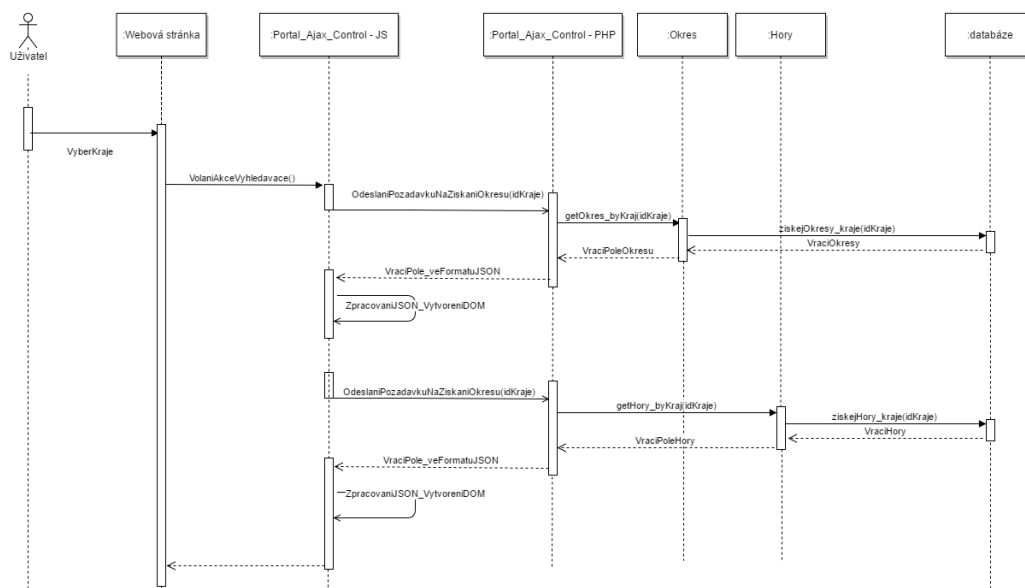 :Webová stránka
:Portal_Ajax_Control - JS
:Portal_Ajax_Control - PHP
:Okres
:Hory
:databáze
Uživatel
VyberKraje
VolaniAkceVyhledavace()
OdeslaniPozadavkuNaZiskaniOkresu(idKraje)
getOkres_byKraj(idKraje)
ziskejOkresy_kraje(idKraje)
VraciOkresy
VraciPoleOkresu
VraciPole_veFormatuJSON
ZpracovaniJSON_VytvoreniDOM
OdeslaniPozadavkuNaZiskaniOkresu(idKraje)
getHory_byKraj(idKraje)
ziskejHory_kraje(idKraje)
VraciHory
VraciPoleHory
VraciPole_veFormatuJSON
ZpracovaniJSON_VytvoreniDOM